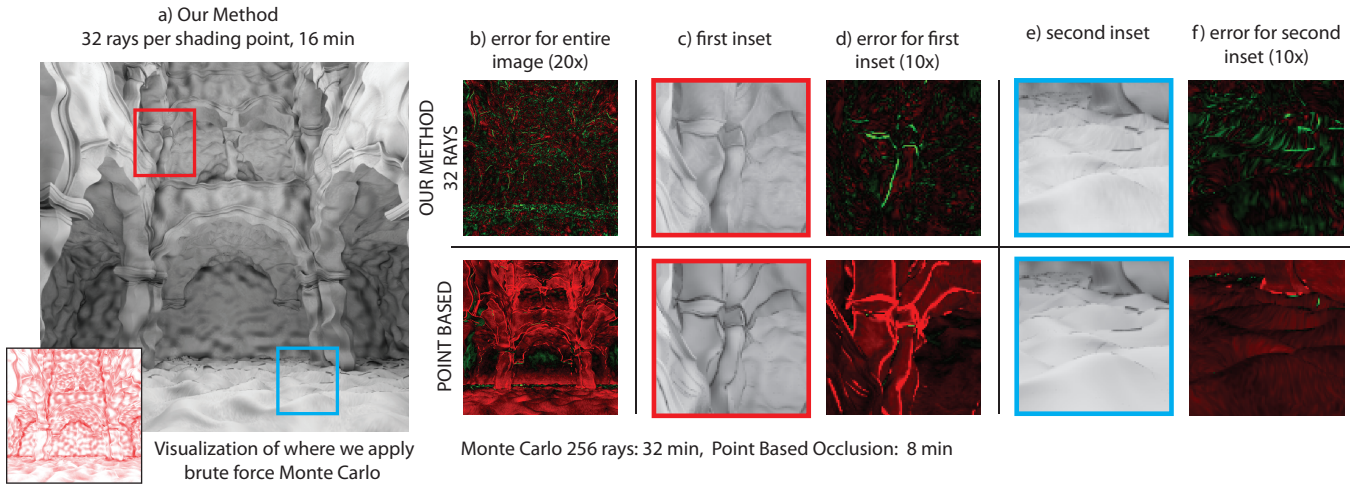 a) Our Method
32 rays per shading point, 16 min
b) error for entire
image (20x)
c) first inset
d) error for first
inset (10x)
e) second inset
f) error for second
inset (10x)
OUR METHOD
32 RAYS
POINT BASED
Visualization of where we apply
brute force Monte Carlo
Monte Carlo 256 rays: 32 min, Point Based Occlusion: 8 min